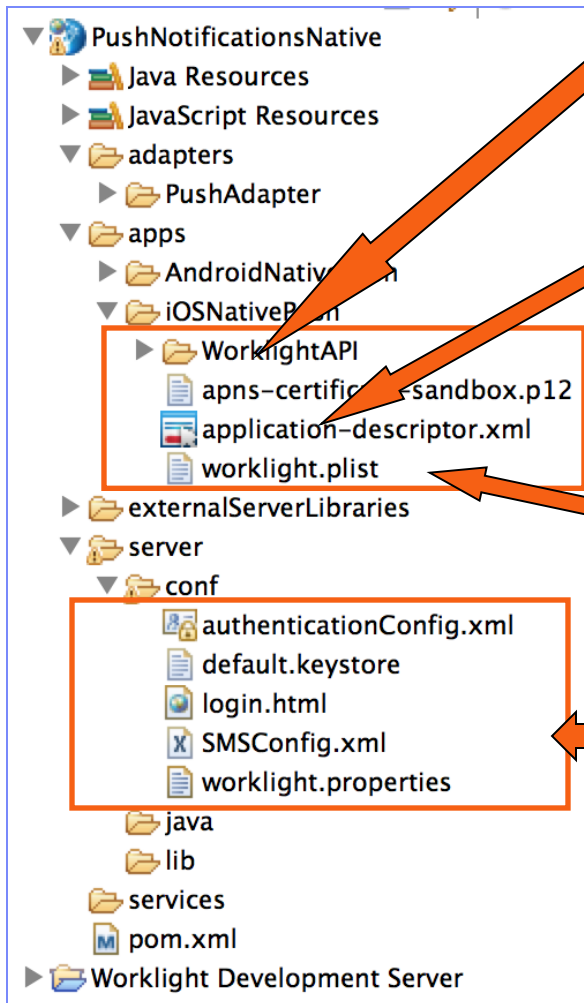 PushNotificationsNative
Java Resources
JavaScript Resources
adapters
PushAdapter
apps
WorklightAPI
application-descriptor.xml
worklight.plist
externalServerLibraries
server
conf
authenticationConfig.xml
default.keystore
login.html
SMSConfig.xml
worklight.properties
java
lib
services
pom.xml
Worklight Development Server